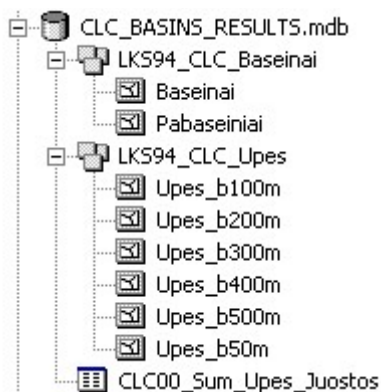 CLC_BASINS_RESULTS.mdb
LKS94_CLC_Baseinai
Baseinai
Pabaseiniai
LKS94_CLC_Upes
Upes_b100m
Upes_b200m
Upes_b300m
Upes_b400m
Upes_b500m
Upes_b50m
CLC00_Sum_Upes_Juostos